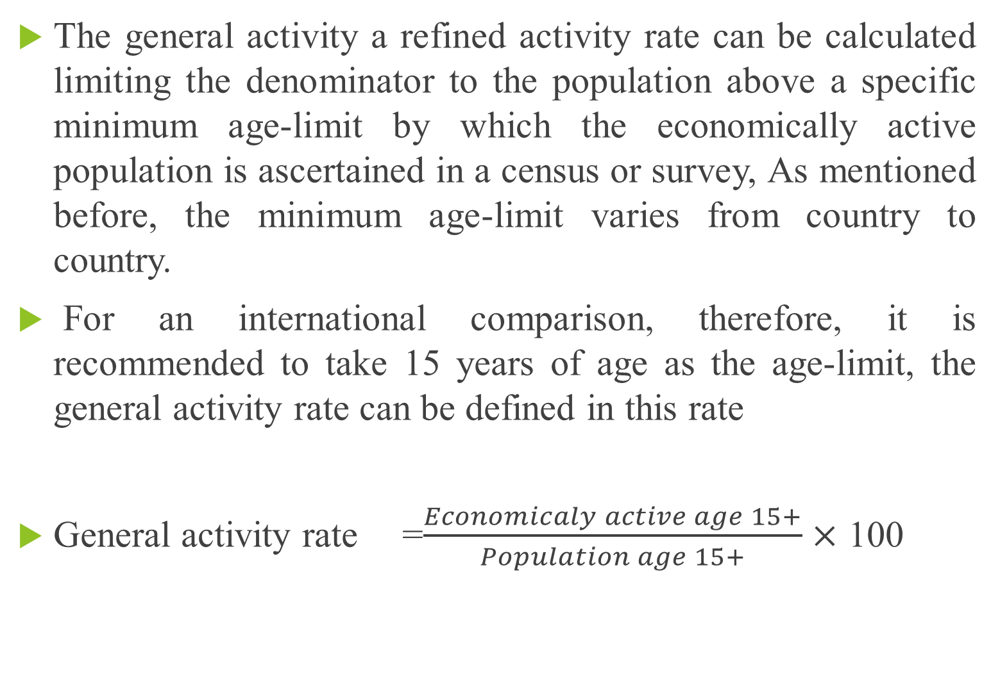 The general activity a refined activity rate can be calculated
limiting the denominator to the population above a specific
minimum age-limit by which the economically active
population is ascertained in a census or survey, As mentioned
before, the minimum age-limit varies from country to
country.
For an international comparison, therefore, it is
recommended to take 15 years of age as the age-limit, the
general activity rate can be defined in this rate
General activity rate =Economicaly active age 15+ / Population age 15+ × 100